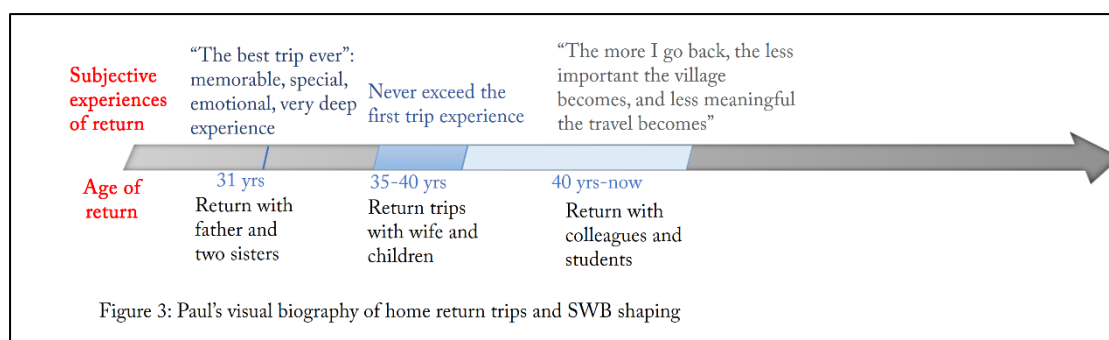 Subjective
experiences
of return
“The best trip ever”:
memorable, special,
emotional, very deep
experience
Never exceed the
first trip experience
“The more I go back, the less
important the village
becomes, and less meaningful
the travel becomes”
Age of
return
31 yrs
Return with
father and
two sisters
35-40 yrs
Return trips
with wife and
children
40 yrs-now
Return with
colleagues and
students
Figure 3: Paul’s visual biography of home return trips and SWB shaping